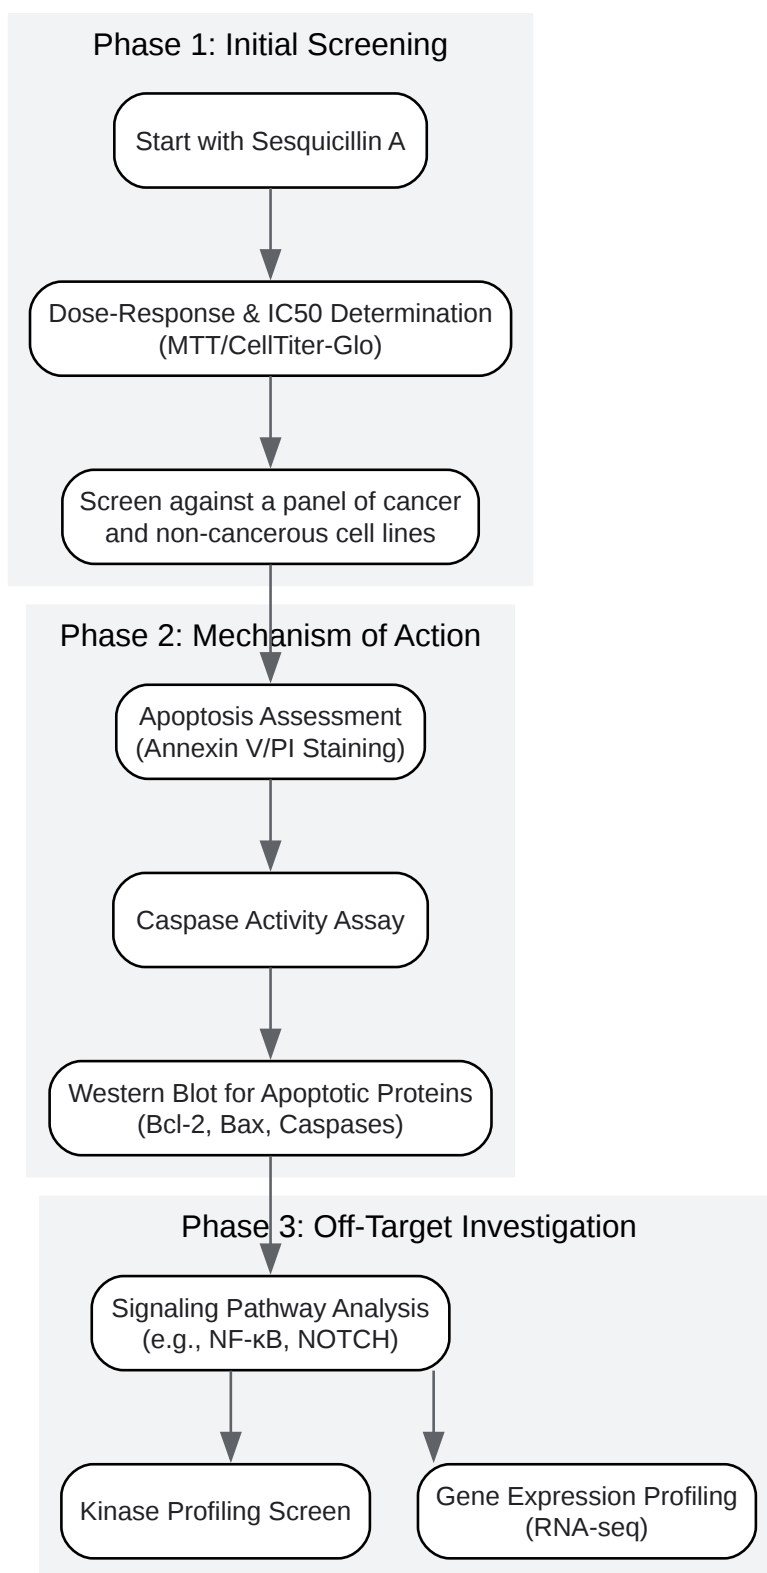 Phase 1: Initial Screening
Start with Sesquicillin A
Dose-Response & IC50 Determination
(MTT/CellTiter-Glo)
Screen against a panel of cancer
and non-cancerous cell lines
Phase 2: Mechanism of Action
Apoptosis Assessment
(Annexin V/PI Staining)
Caspase Activity Assay
Western Blot for Apoptotic Proteins
(Bcl-2, Bax, Caspases)
Phase 3: Off-Target Investigation
Signaling Pathway Analysis
(e.g., NF-κB, NOTCH)
Kinase Profiling Screen
Gene Expression Profiling
(RNA-seq)